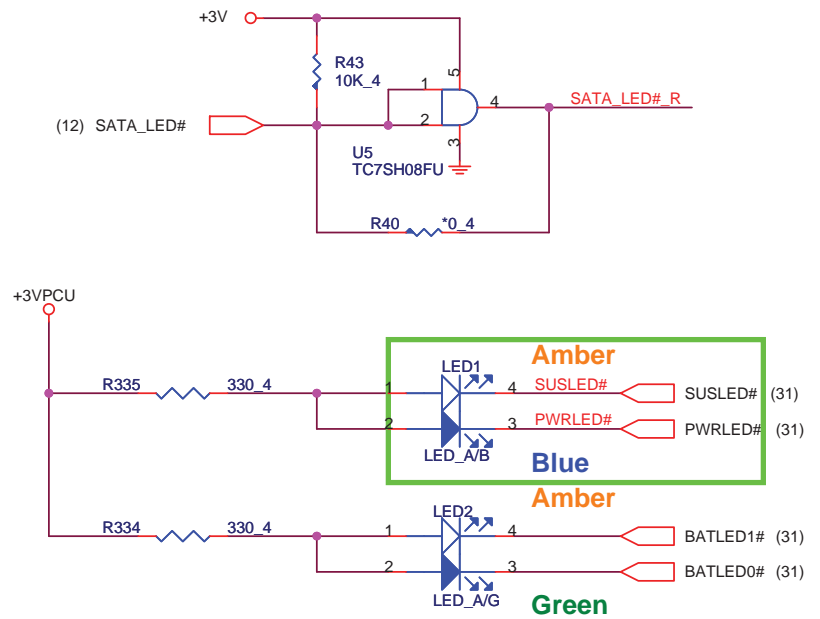 +3V
R43
10K_4
1
5
4
SATA_LED#_R
(12) SATA_LED#
2
3
U5
TC7SH08FU
R40 *0_4
+3VPCU
Amber
LED1
R335 330_4 1 4 SUSLED# SUSLED# (31)
2 3 PWRLED# PWRLED# (31)
LED_A/B
Blue
Amber
LED2
R334 330_4 1 4 BATLED1# (31)
2 3 BATLED0# (31)
LED_A/G
Green